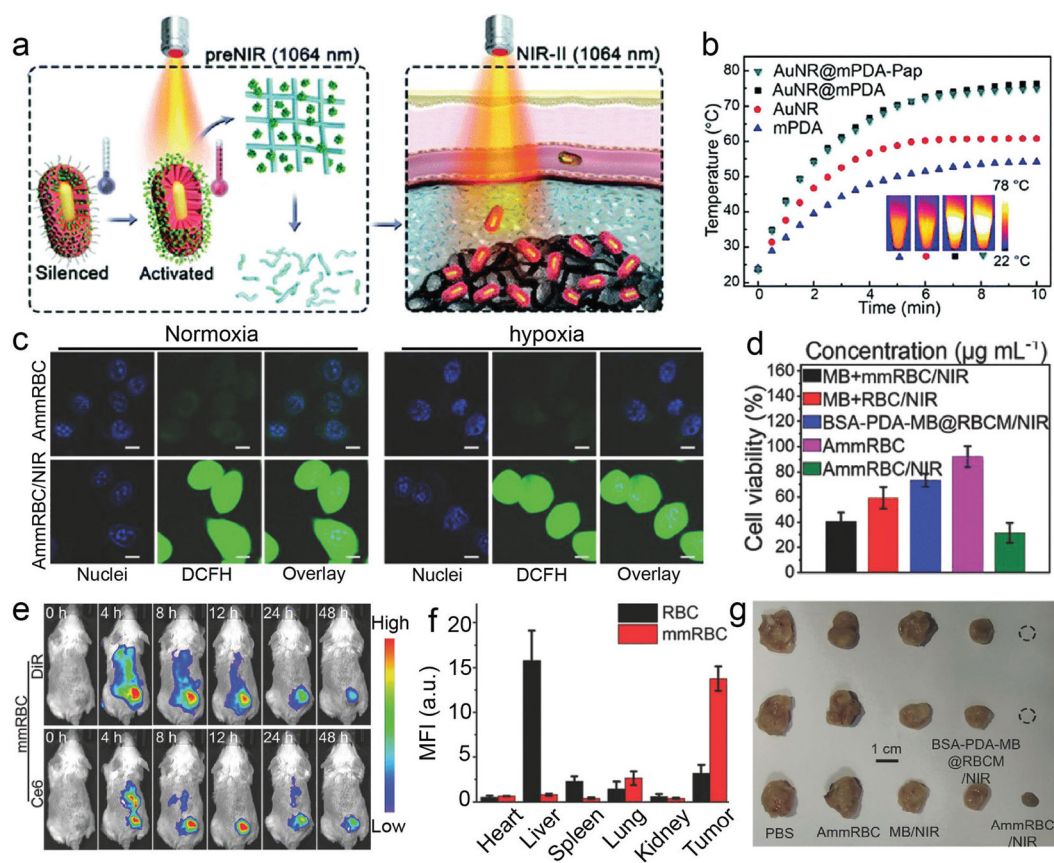 a
preNIR (1064 nm)
NIR-II (1064 nm)
Silenced
Activated
b
AuNR@mPDA-Pap
AuNR@mPDA
AuNR
mPDA
Temperature (°C)
80
70
60
50
40
30
20
78 °C
22 °C
0 2 4 6 8 10
Time (min)
c
Normoxia
hypoxia
AmmRBC
AmmRBC/NIR
Nuclei DCFH Overlay
Nuclei DCFH Overlay
d
Concentration (µg mL⁻¹)
Cell viability (%)
160
140
120
100
80
60
40
20
0
MB+mmRBC/NIR
MB+RBC/NIR
BSA-PDA-MB@RBCM/NIR
AmmRBC
AmmRBC/NIR
e
0 h 4 h 8 h 12 h 24 h 48 h
0 h 4 h 8 h 12 h 24 h 48 h
mmRBC
DiR
Ce6
High
Low
f
RBC
mmRBC
MFI (a.u.)
20
15
10
5
0
Heart
Liver
Spleen
Lung
Kidney
Tumor
g
1 cm
BSA-PDA-MB
@RBCM
/NIR
PBS
AmmRBC
MB/NIR
AmmRBC
/NIR